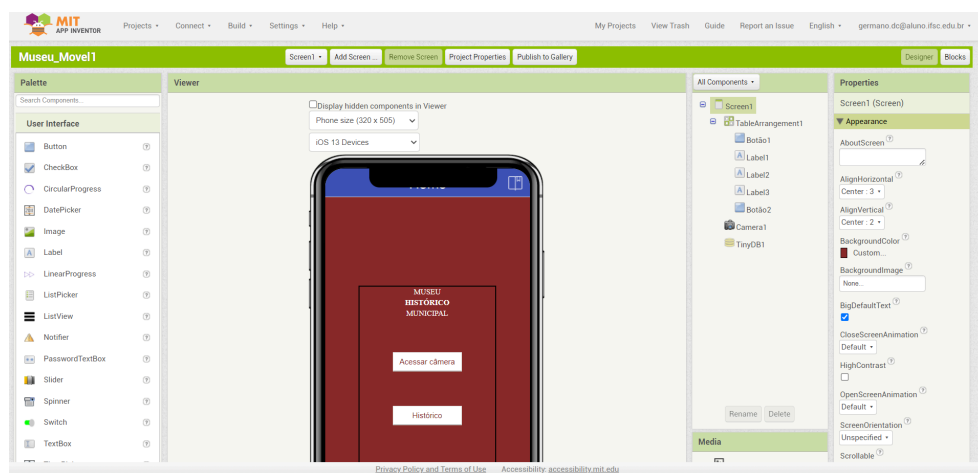 MIT
APP INVENTOR
Projects Connect Build Settings Help My Projects View Trash Guide Report an Issue English germano.dc@aluno.ifsc.edu.br
Museu_Movel1 Screen1 Add Screen ... Remove Screen Project Properties Publish to Gallery Designer Blocks
Palette
Search Components...
User Interface
Button
CheckBox
CircularProgress
DatePicker
Image
Label
LinearProgress
ListPicker
ListView
Notifier
PasswordTextBox
Slider
Spinner
Switch
TextBox
Viewer
Display hidden components in Viewer
Phone size (320 x 505)
iOS 13 Devices
MUSEU
HISTÓRICO
MUNICIPAL
Acessar câmera
Histórico
All Components
Screen1
TableArrangement1
Botão1
Label1
Label2
Label3
Botão2
Camera1
TinyDB1
Rename Delete
Media
Properties
Screen1 (Screen)
Appearance
AboutScreen
AlignHorizontal
Center : 3
AlignVertical
Center : 2
BackgroundColor
Custom...
BackgroundImage
None...
BigDefaultText
CloseScreenAnimation
Default
HighContrast
OpenScreenAnimation
Default
ScreenOrientation
Unspecified
Scrollable
Privacy Policy and Terms of Use Accessibility: accessibility.mit.edu